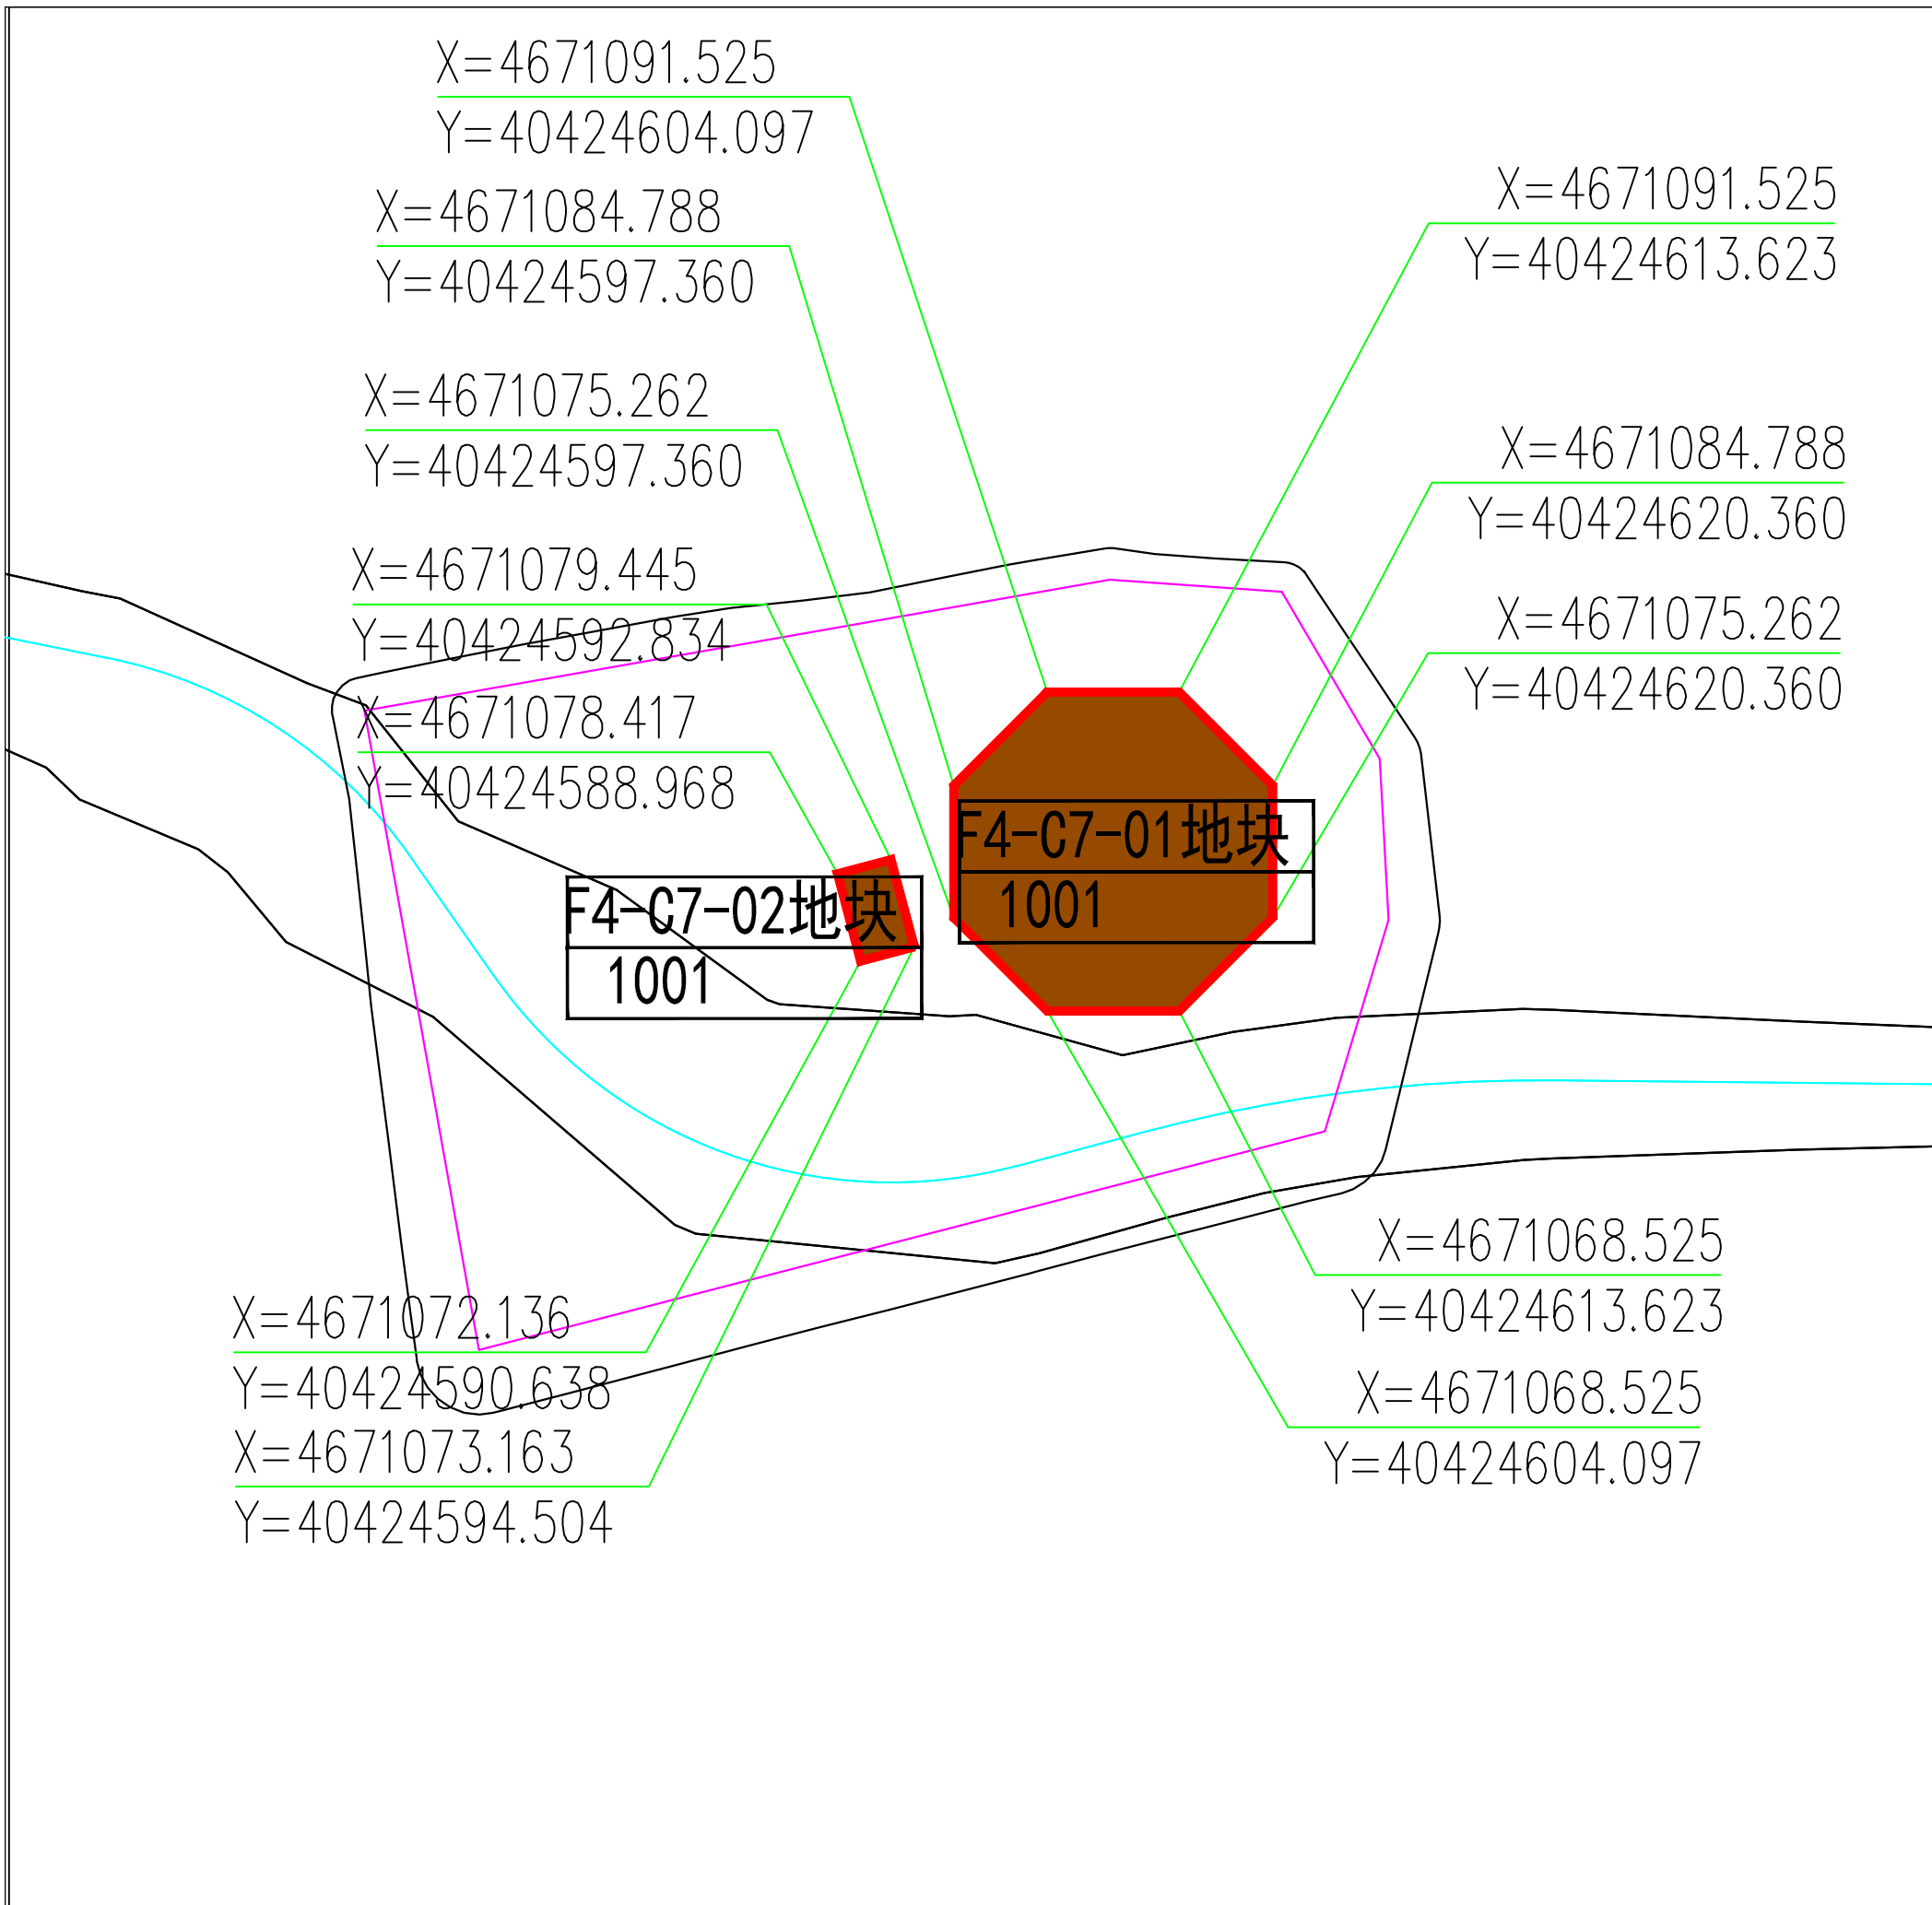 X=4671091.525
Y=40424604.097
X=4671084.788
Y=40424597.360
X=4671075.262
Y=40424597.360
X=4671079.445
Y=40424592.834
X=4671078.417
Y=40424588.968
X=4671091.525
Y=40424613.623
X=4671084.788
Y=40424620.360
X=4671075.262
Y=40424620.360
F4-C7-01地块
1001
F4-C7-02地块
1001
X=4671072.136
Y=40424590.638
X=4671073.163
Y=40424594.504
X=4671068.525
Y=40424613.623
X=4671068.525
Y=40424604.097